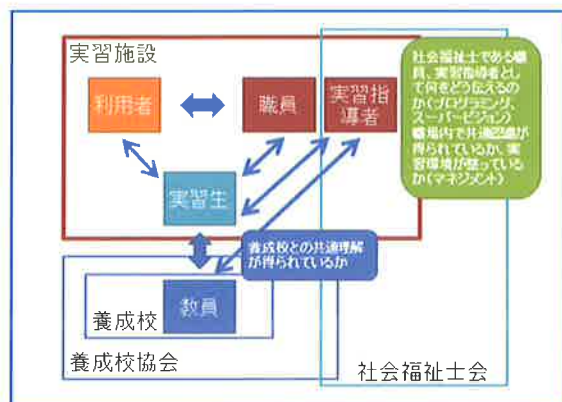 実習施設
利用者
職員
実習指
導者
社会福祉士である職
員、実習指導者とし
て何をどう伝えるの
か(プログラミング、
スーパービジョン)
職場内で共通認識が
得られているか、実
習環境が整っている
か(マネジメント)
実習生
養成校との共通理解
が得られているか
教員
養成校
養成校協会
社会福祉士会